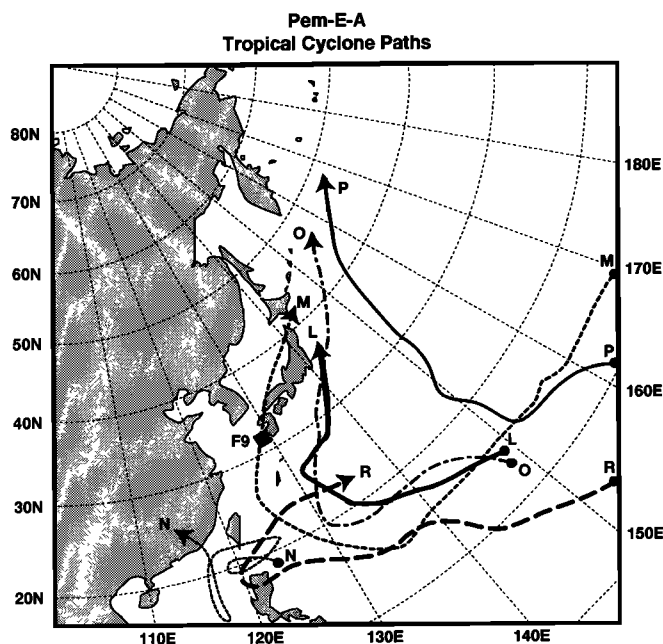 Pem-E-A
Tropical Cyclone Paths
80N
70N
60N
50N
40N
30N
20N
180E
170E
160E
150E
110E
120E
130E
140E
P
O
M
M
L
P
F9
L
O
R
R
N
N